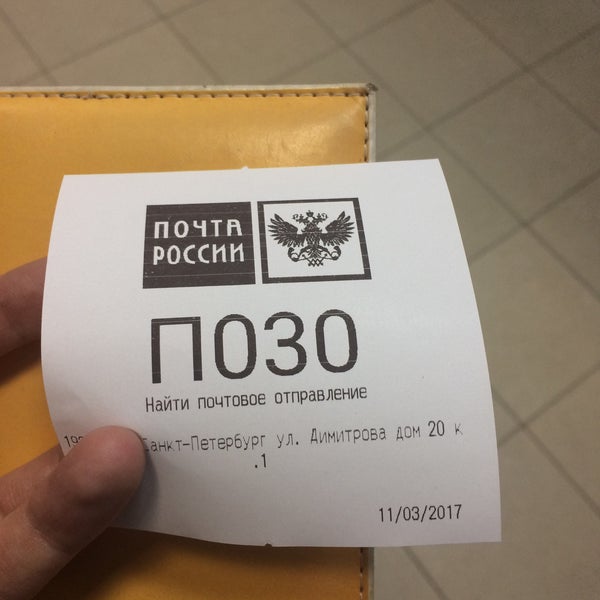 ПОЧТА
РОССИИ
П030
Найти почтовое отправление
Санкт-Петербург ул. Димитрова дом 20 к
.1
11/03/2017